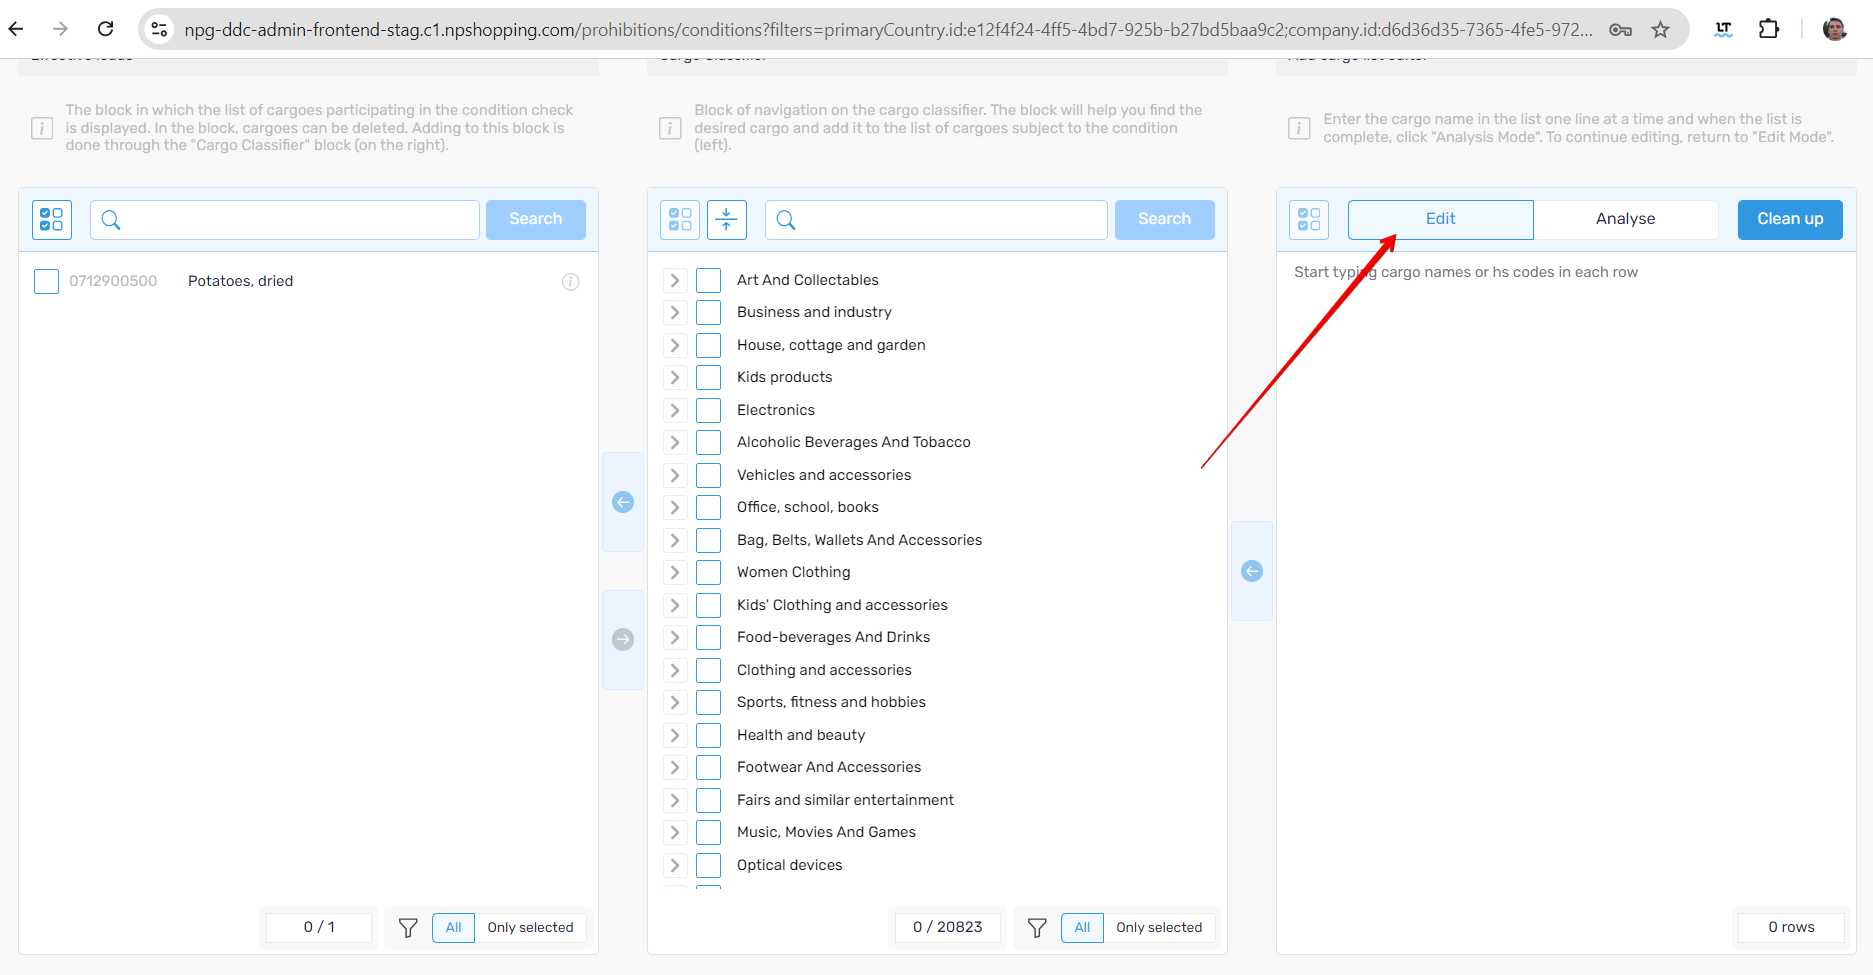 npg-ddc-admin-frontend-stag.c1.npshopping.com/prohibitions/conditions?filters=primaryCountry.id:e12f4f24-4ff5-4bd7-925b-b27bd5baa9c2;company.id:d6d36d35-7365-4fe5-972...
LT
The block in which the list of cargoes participating in the condition check
is displayed. In the block, cargoes can be deleted. Adding to this block is
done through the "Cargo Classifier" block (on the right).
Search
0712900500 Potatoes, dried
0 / 1
All
Only selected
Block of navigation on the cargo classifier. The block will help you find the
desired cargo and add it to the list of cargoes subject to the condition
(left).
Search
Art And Collectables
Business and industry
House, cottage and garden
Kids products
Electronics
Alcoholic Beverages And Tobacco
Vehicles and accessories
Office, school, books
Bag, Belts, Wallets And Accessories
Women Clothing
Kids' Clothing and accessories
Food-beverages And Drinks
Clothing and accessories
Sports, fitness and hobbies
Health and beauty
Footwear And Accessories
Fairs and similar entertainment
Music, Movies And Games
Optical devices
0 / 20823
All
Only selected
Enter the cargo name in the list one line at a time and when the list is
complete, click "Analysis Mode". To continue editing, return to "Edit Mode".
Edit
Analyse
Clean up
Start typing cargo names or hs codes in each row
0 rows